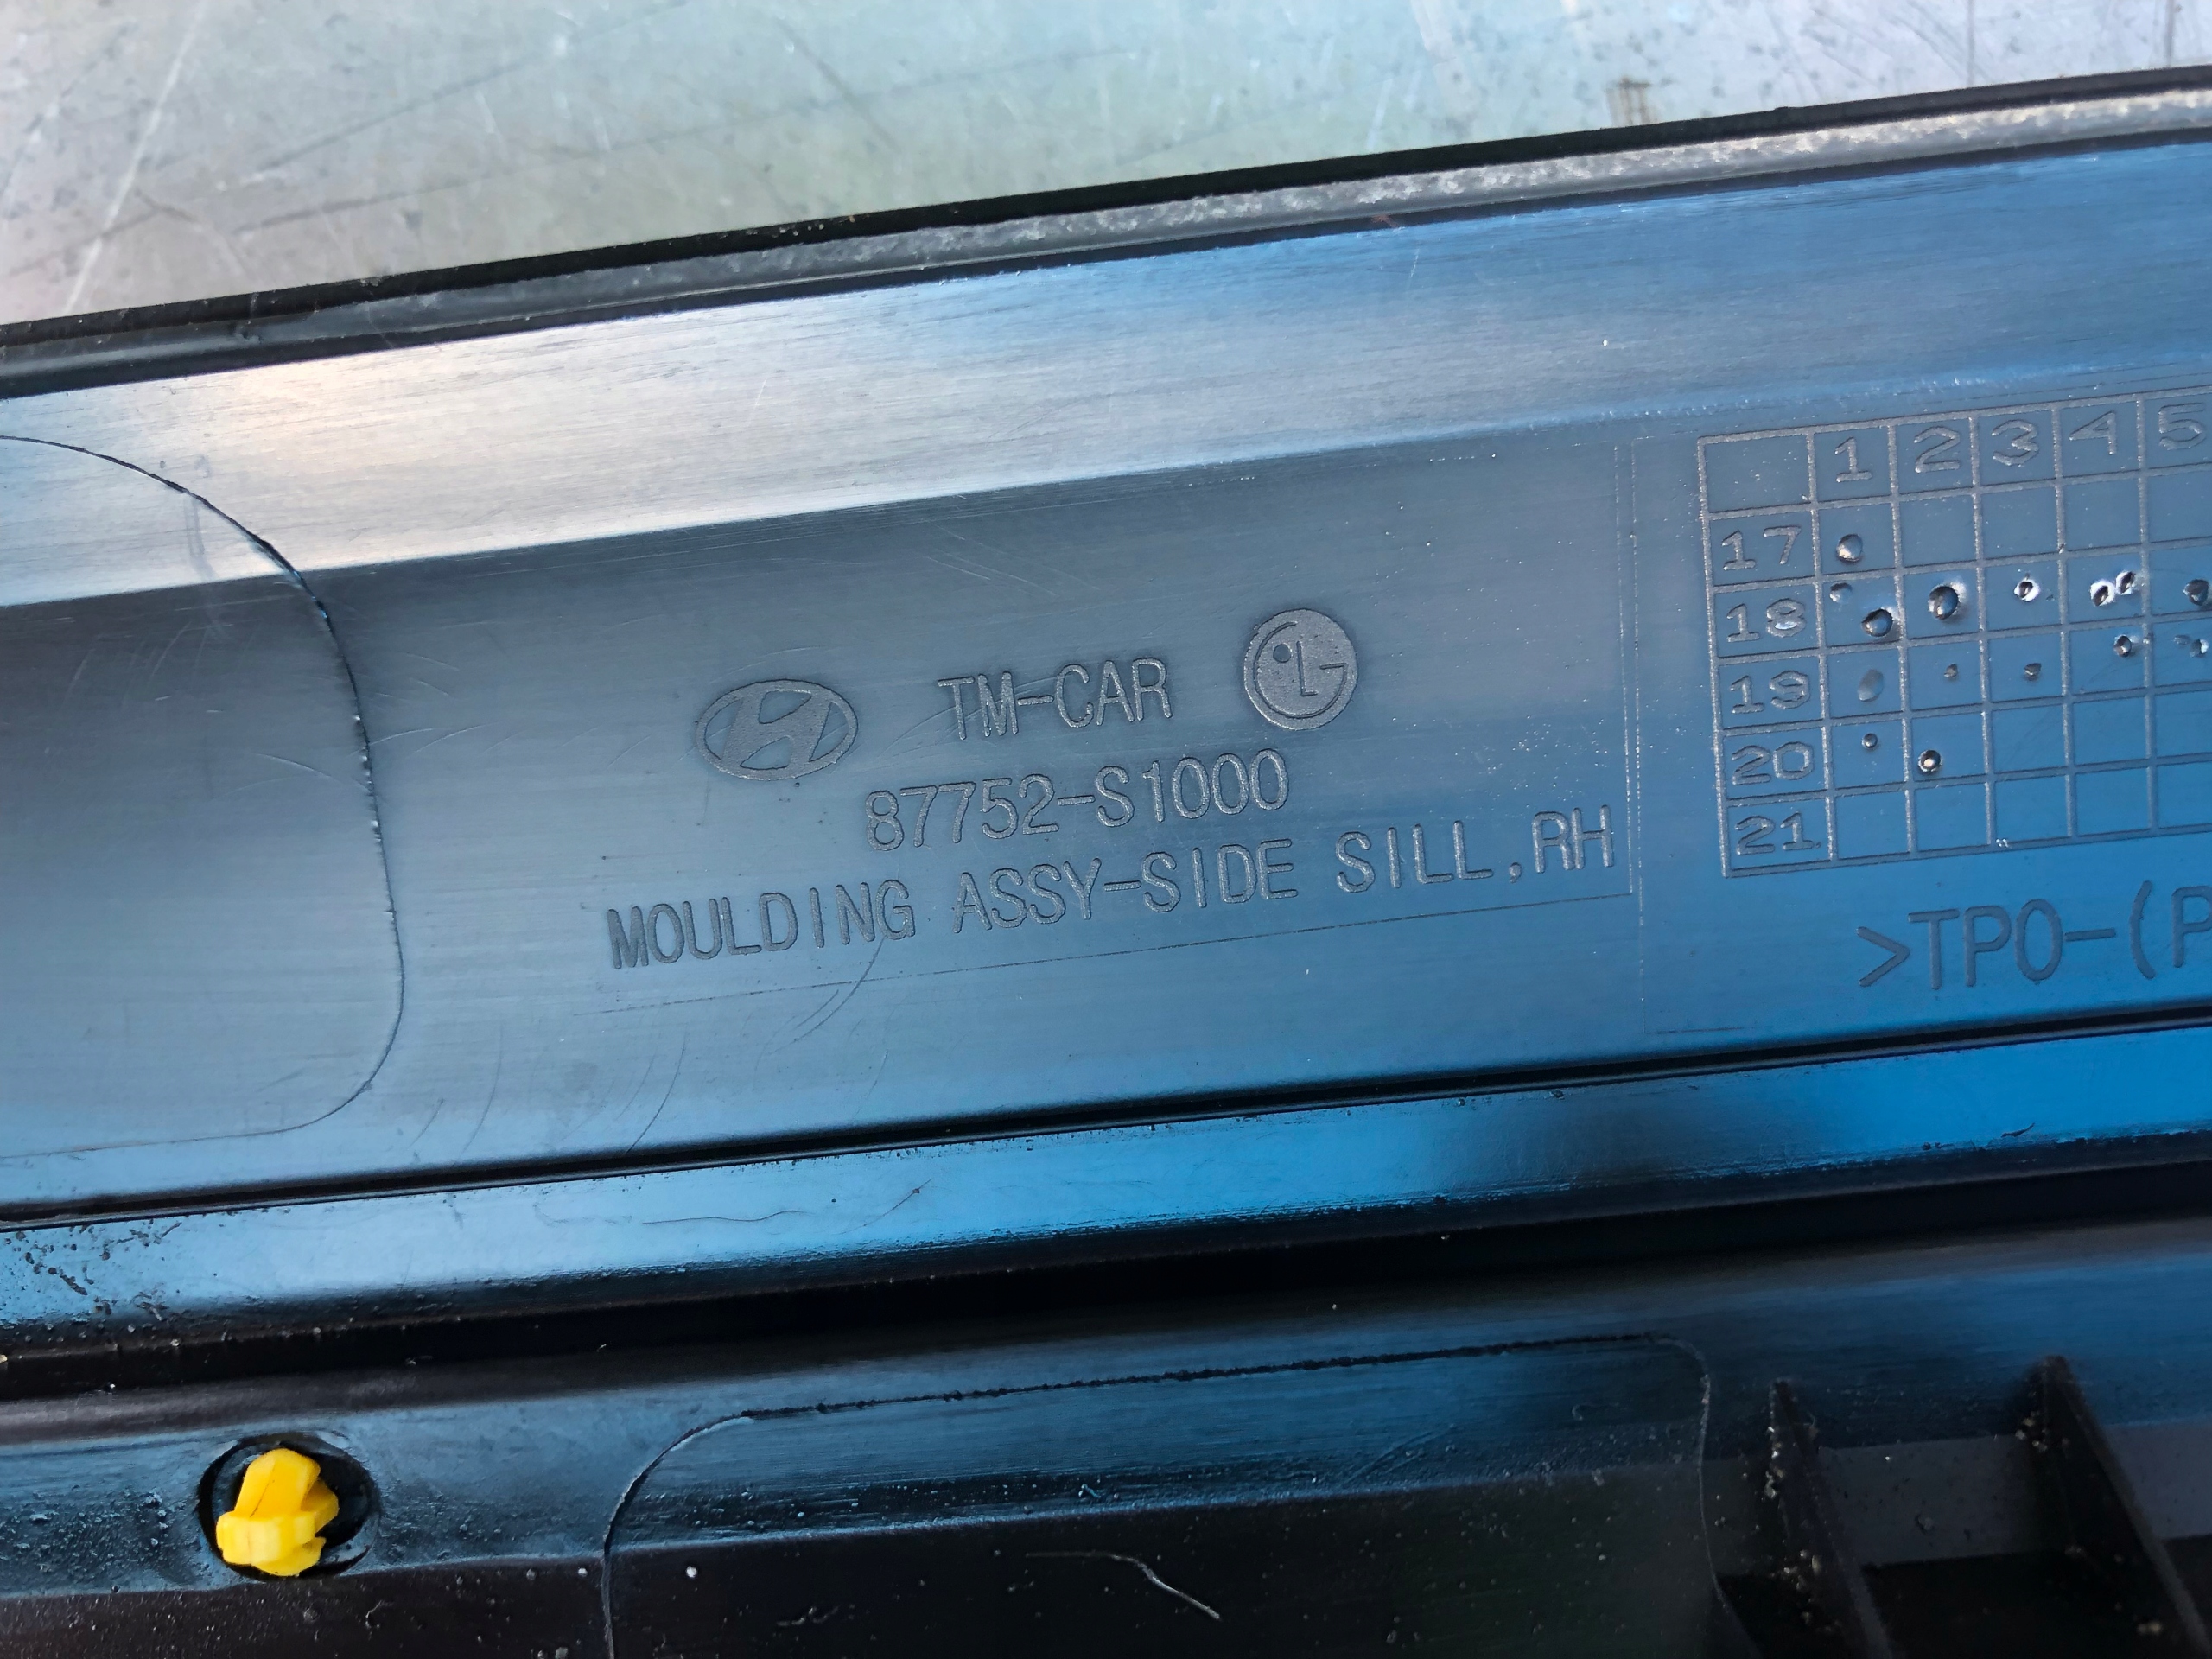 TM-CAR LG
87752-S1000
MOULDING ASSY-SIDE SILL,RH
1 2 3 4 5
17
18
19
20
21
>TPO-(P